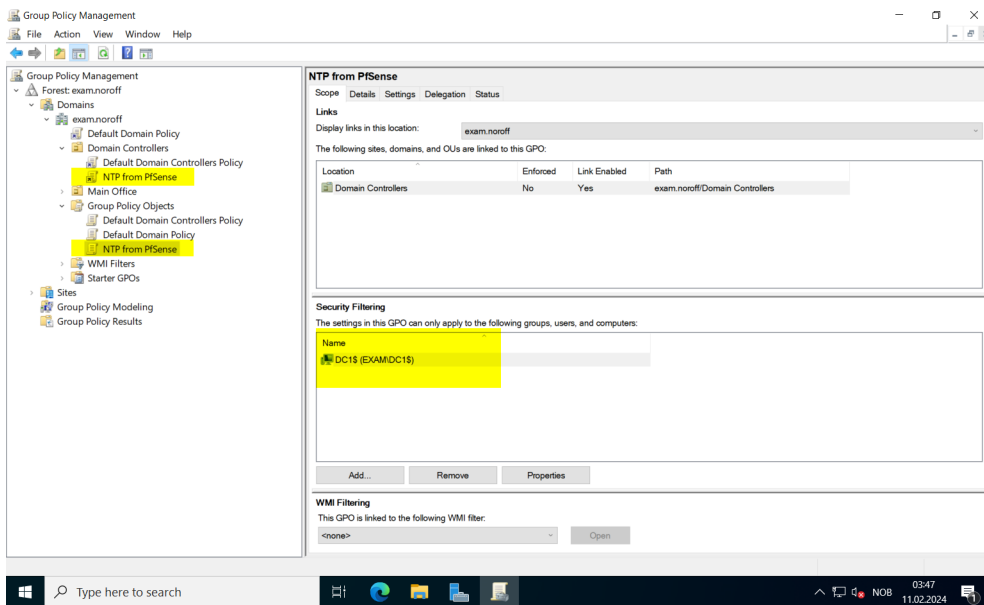 Group Policy Management
File Action View Window Help
Group Policy Management
Forest: exam.noroff
Domains
exam.noroff
Default Domain Policy
Domain Controllers
Default Domain Controllers Policy
NTP from PfSense
Main Office
Group Policy Objects
Default Domain Controllers Policy
Default Domain Policy
NTP from PfSense
WMI Filters
Starter GPOs
Sites
Group Policy Modeling
Group Policy Results
NTP from PfSense
Scope Details Settings Delegation Status
Links
Display links in this location: exam.noroff
The following sites, domains, and OUs are linked to this GPO:
Location Enforced Link Enabled Path
Domain Controllers No Yes exam.noroff/Domain Controllers
Security Filtering
The settings in this GPO can only apply to the following groups, users, and computers:
Name
DC1$ (EXAM\DC1$)
Add... Remove Properties
WMI Filtering
This GPO is linked to the following WMI filter:
<none> Open
Type here to search
NOB
03:47
11.02.2024
1